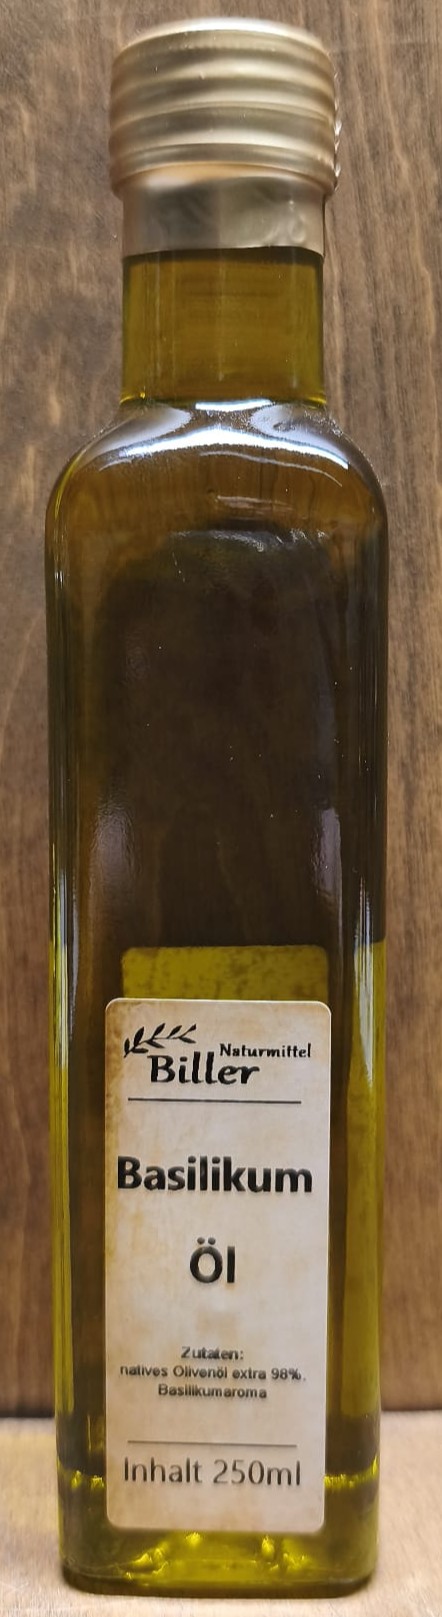 Naturmittel
Biller
Basilikum
Öl
Zutaten:
natives Olivenöl extra 98%.
Basilikumaroma
Inhalt 250ml